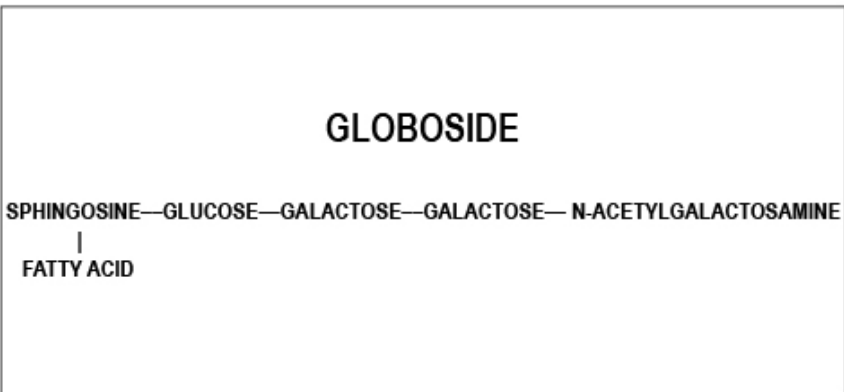 GLOBOSIDE
SPHINGOSINE—GLUCOSE—GALACTOSE—GALACTOSE— N-ACETYLGALACTOSAMINE
|
FATTY ACID